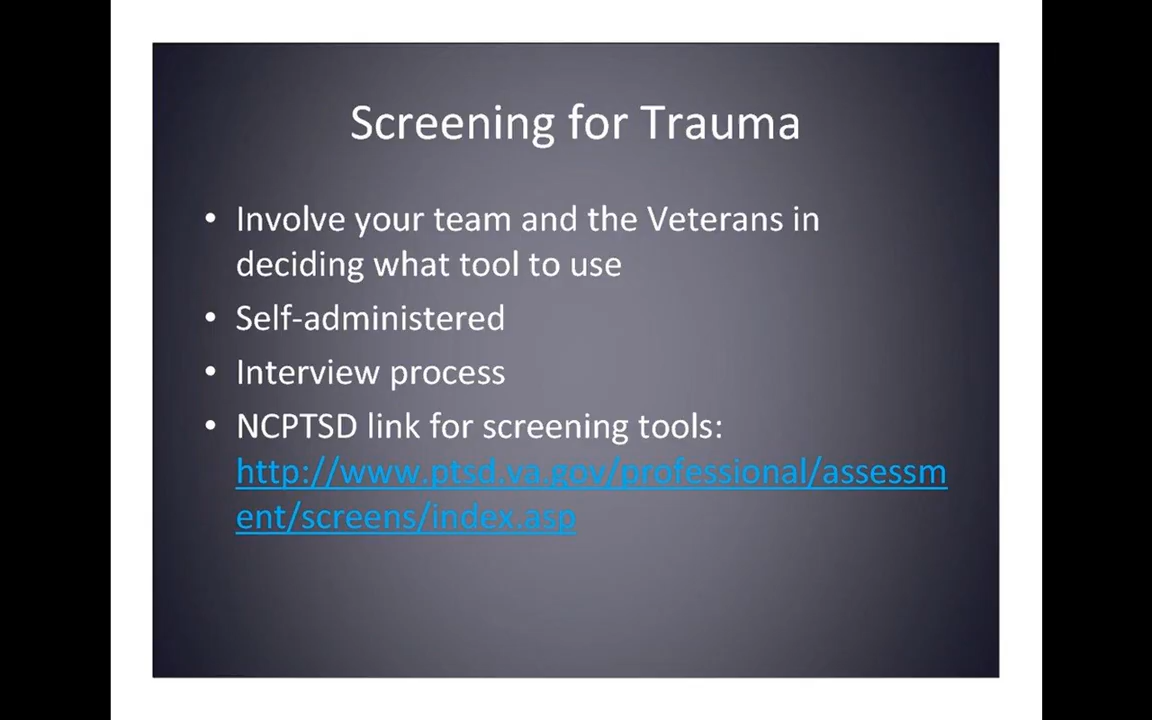 Screening for Trauma
• Involve your team and the Veterans in
deciding what tool to use
• Self-administered
• Interview process
• NCPTSD link for screening tools:
http://www.ptsd.va.gov/professional/assessm
ent/screens/index.asp